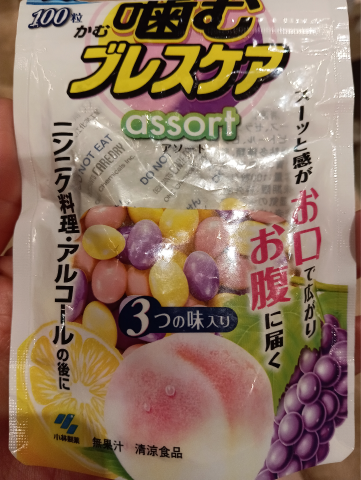 100粒
かむ
噛む
ブレスケア
assort
アソート
NOT EAT
DO NOT
スーッと感が
お口で広がり
お腹に届く
ニンニク料理・アルコールの後に
3つの味入り
小林製薬
無果汁 清涼食品